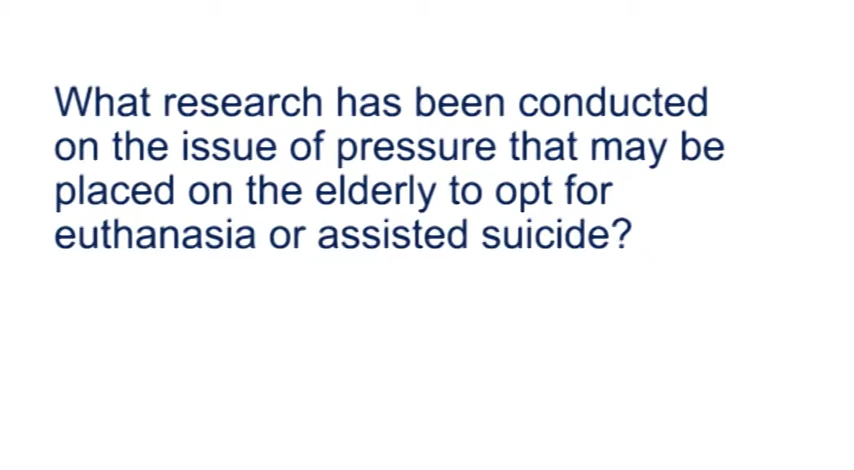 What research has been conducted
on the issue of pressure that may be
placed on the elderly to opt for
euthanasia or assisted suicide?